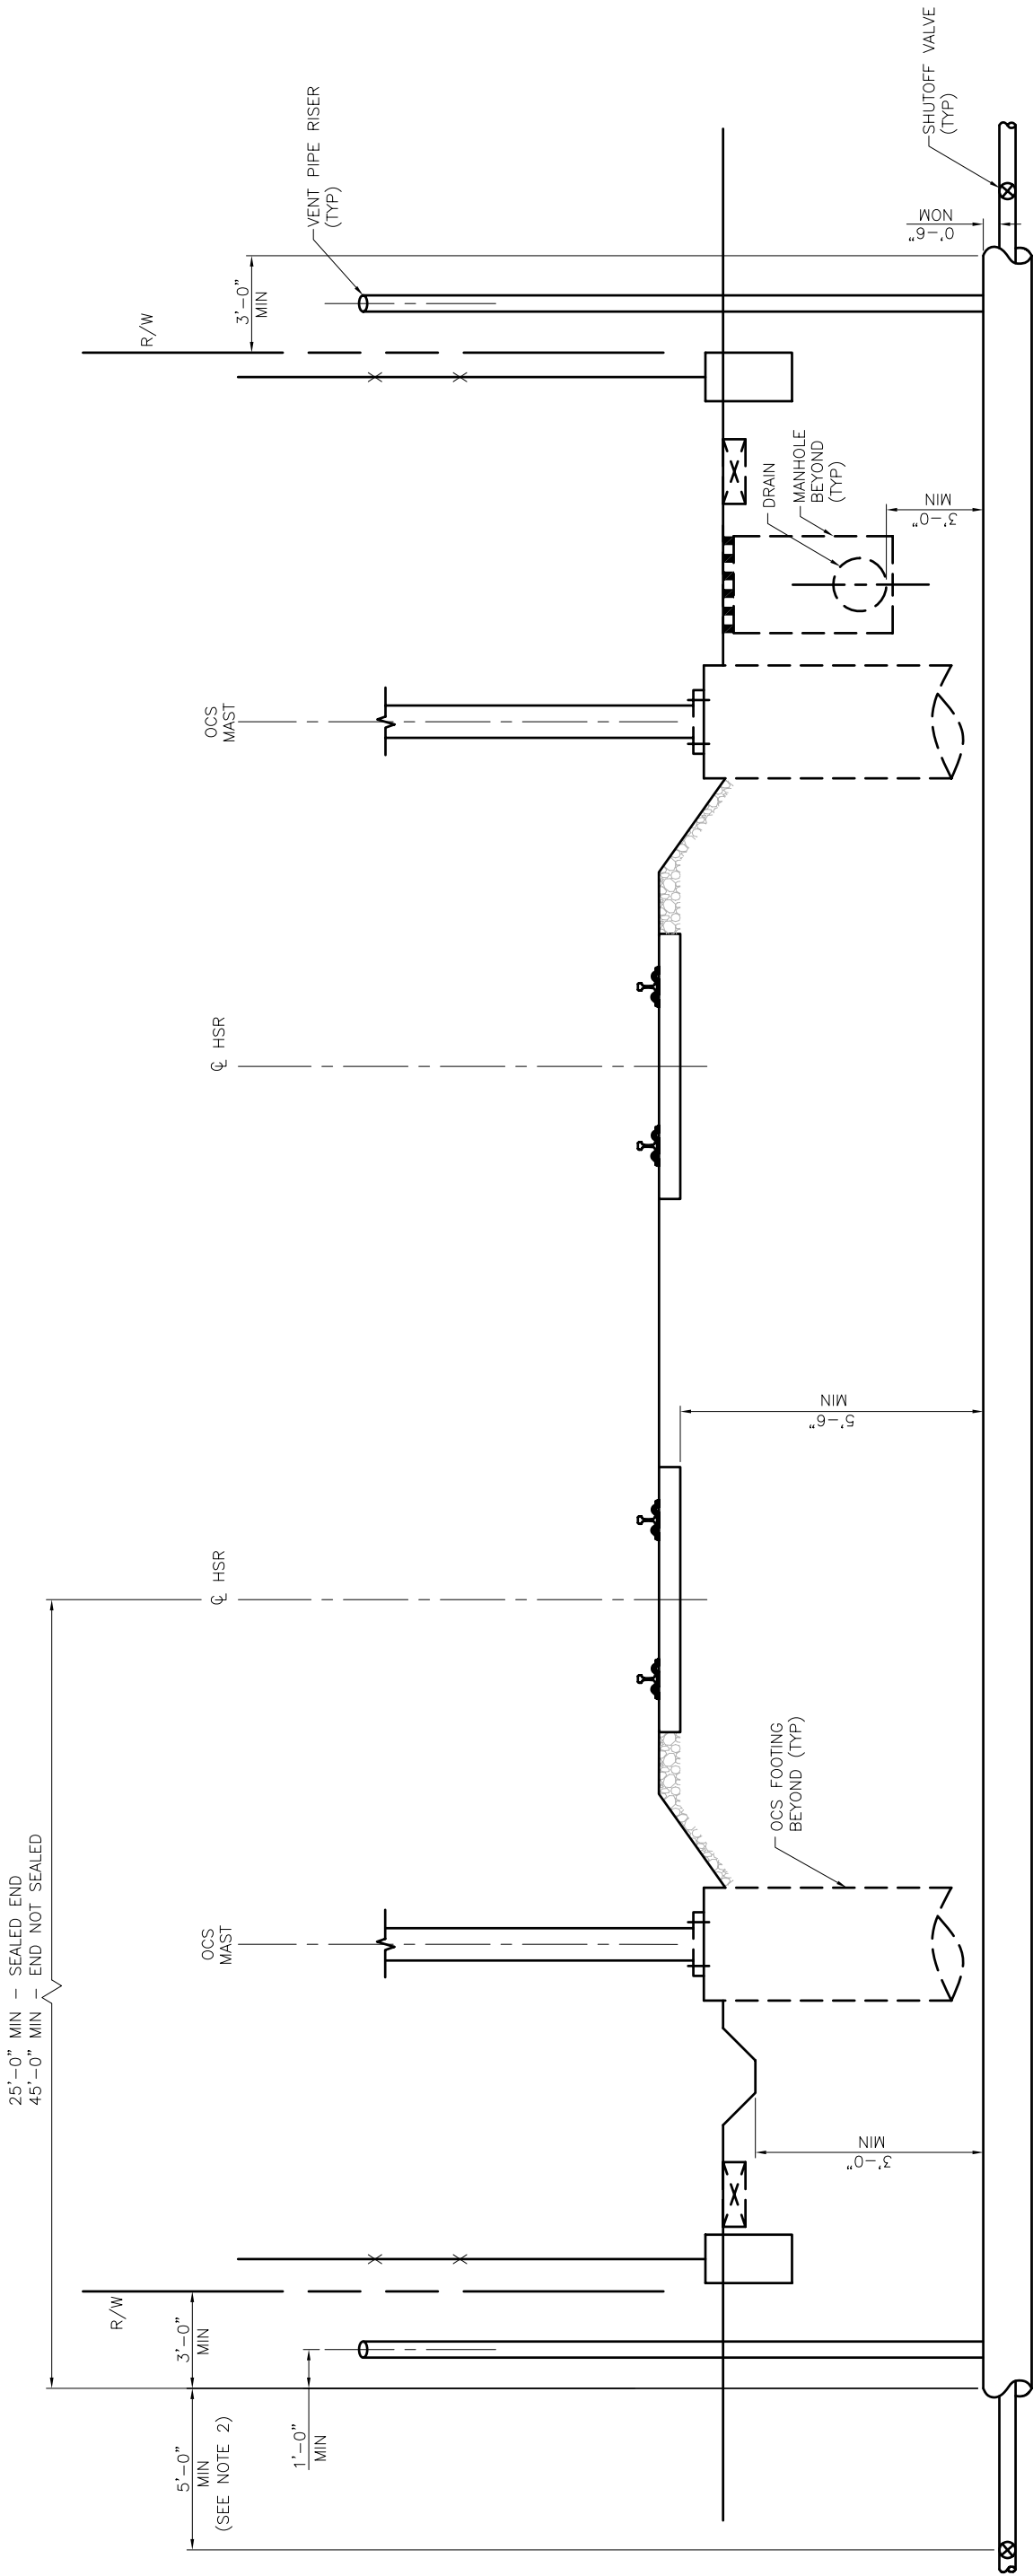 25'-0" MIN - SEALED END
45'-0" MIN - END NOT SEALED
R/W
3'-0"
MIN
5'-0"
MIN
(SEE NOTE 2)
1'-0"
MIN
OCS
MAST
℄ HSR
℄ HSR
OCS
MAST
R/W
3'-0"
MIN
VENT PIPE RISER
(TYP)
3'-0"
MIN
OCS FOOTING
BEYOND (TYP)
5'-6"
MIN
DRAIN
MANHOLE
BEYOND
(TYP)
3'-0"
MIN
0'-6"
NOM
SHUTOFF VALVE
(TYP)